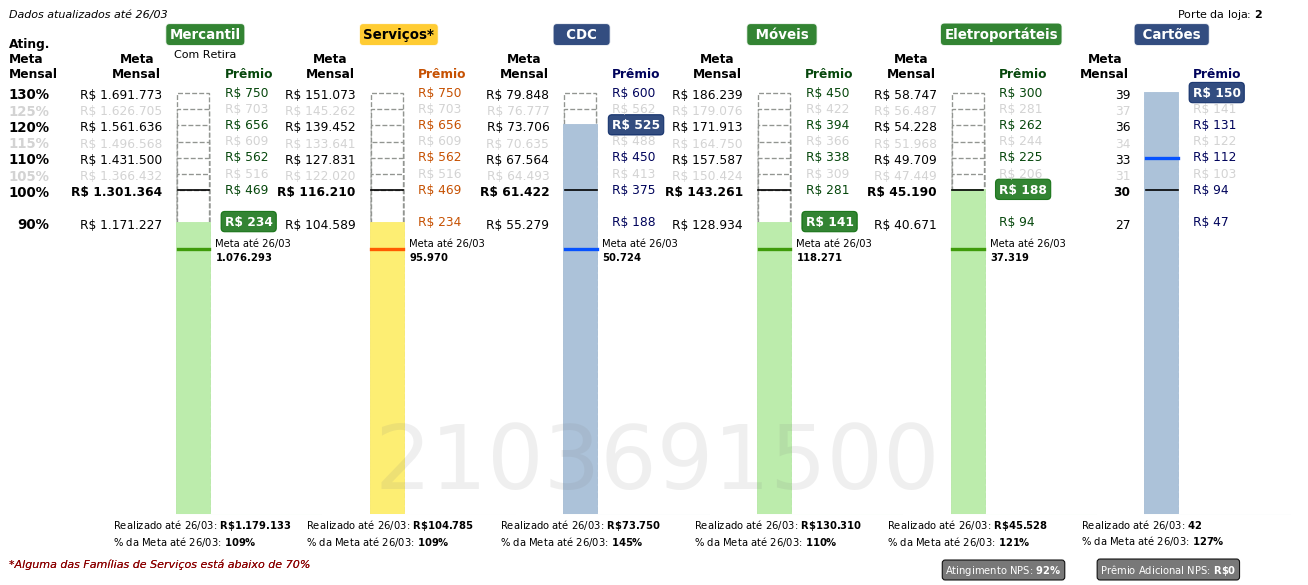 Dados atualizados até 26/03
Porte da loja: 2
Mercantil Serviços* CDC Móveis Eletroportáteis Cartões
Com Retira
Ating. Meta Mensal
Meta Mensal Prêmio Meta Mensal Prêmio Meta Mensal Prêmio Meta Mensal Prêmio Meta Mensal Prêmio Meta Mensal Prêmio
130% R$ 1.691.773 R$ 750 R$ 151.073 R$ 750 R$ 79.848 R$ 600 R$ 186.239 R$ 450 R$ 58.747 R$ 300 39 R$ 150
125% R$ 1.626.705 R$ 703 R$ 145.262 R$ 703 R$ 76.777 R$ 562 R$ 179.076 R$ 422 R$ 56.487 R$ 281 37 R$ 141
120% R$ 1.561.636 R$ 656 R$ 139.452 R$ 656 R$ 73.706 R$ 525 R$ 171.913 R$ 394 R$ 54.228 R$ 262 36 R$ 131
115% R$ 1.496.568 R$ 609 R$ 133.641 R$ 609 R$ 70.635 R$ 488 R$ 164.750 R$ 366 R$ 51.968 R$ 244 34 R$ 122
110% R$ 1.431.500 R$ 562 R$ 127.831 R$ 562 R$ 67.564 R$ 450 R$ 157.587 R$ 338 R$ 49.709 R$ 225 33 R$ 112
105% R$ 1.366.432 R$ 516 R$ 122.020 R$ 516 R$ 64.493 R$ 413 R$ 150.424 R$ 309 R$ 47.449 R$ 206 31 R$ 103
100% R$ 1.301.364 R$ 469 R$ 116.210 R$ 469 R$ 61.422 R$ 375 R$ 143.261 R$ 281 R$ 45.190 R$ 188 30 R$ 94
90% R$ 1.171.227 R$ 234 R$ 104.589 R$ 234 R$ 55.279 R$ 188 R$ 128.934 R$ 141 R$ 40.671 R$ 94 27 R$ 47
Meta até 26/03 Meta até 26/03 Meta até 26/03 Meta até 26/03 Meta até 26/03
1.076.293 95.970 50.724 118.271 37.319
2103691500
Realizado até 26/03: R$1.179.133 Realizado até 26/03: R$104.785 Realizado até 26/03: R$73.750 Realizado até 26/03: R$130.310 Realizado até 26/03: R$45.528 Realizado até 26/03: 42
% da Meta até 26/03: 109% % da Meta até 26/03: 109% % da Meta até 26/03: 145% % da Meta até 26/03: 110% % da Meta até 26/03: 121% % da Meta até 26/03: 127%
*Alguma das Famílias de Serviços está abaixo de 70%
Atingimento NPS: 92% Prêmio Adicional NPS: R$0